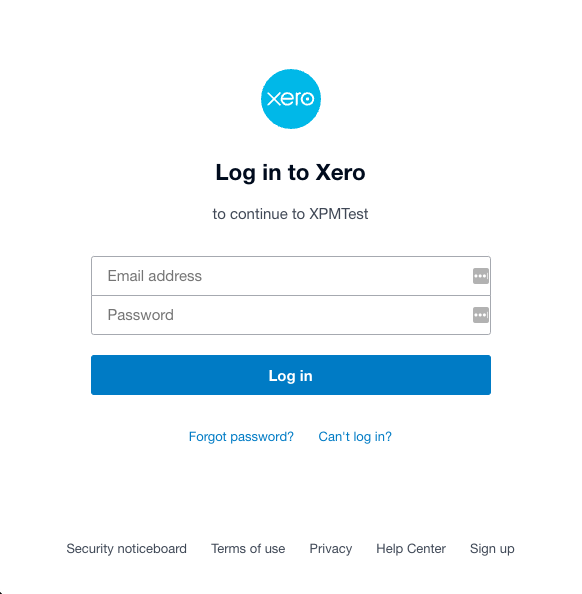 xero
Log in to Xero
to continue to XPMTest
Email address
Password
Log in
Forgot password? Can't log in?
Security noticeboard Terms of use Privacy Help Center Sign up